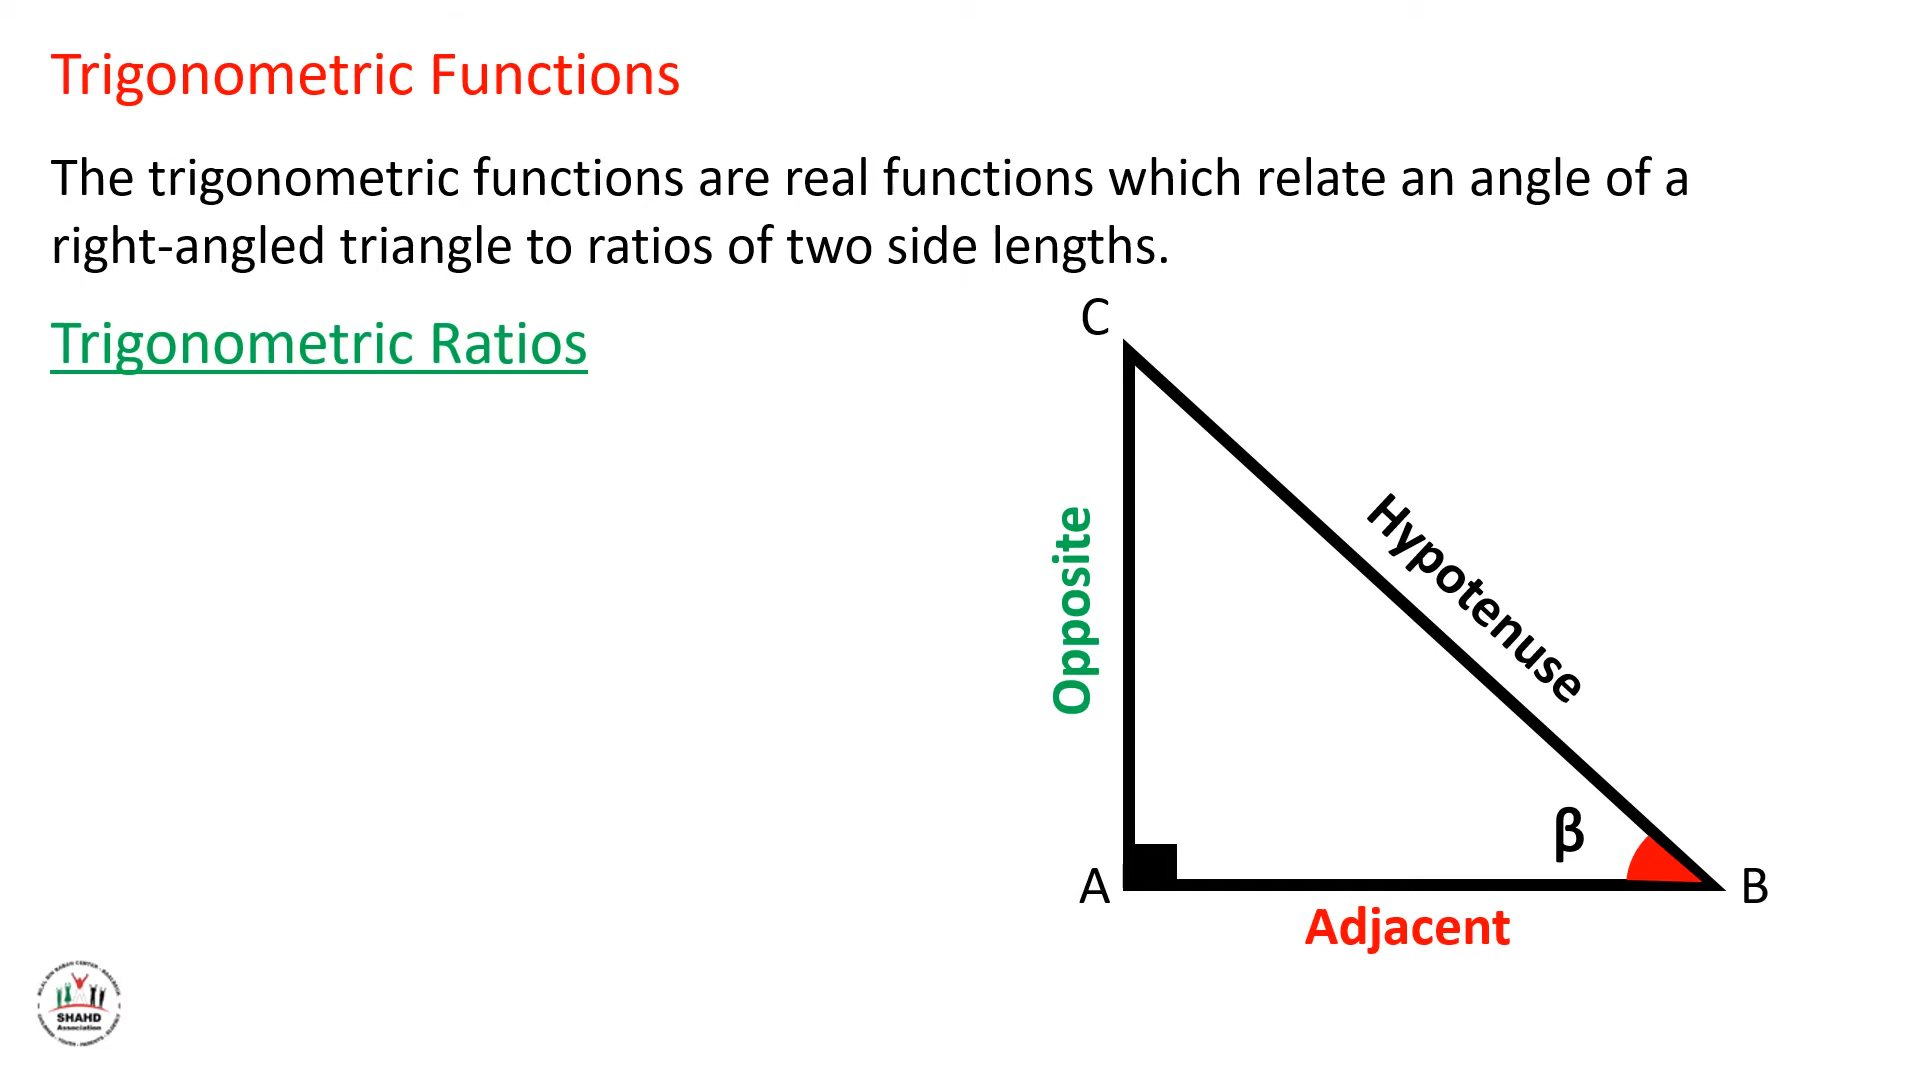 Trigonometric Functions
The trigonometric functions are real functions which relate an angle of a
right-angled triangle to ratios of two side lengths.
Trigonometric Ratios
C
Opposite
Hypotenuse
β
A
B
Adjacent
SHAHD
Association